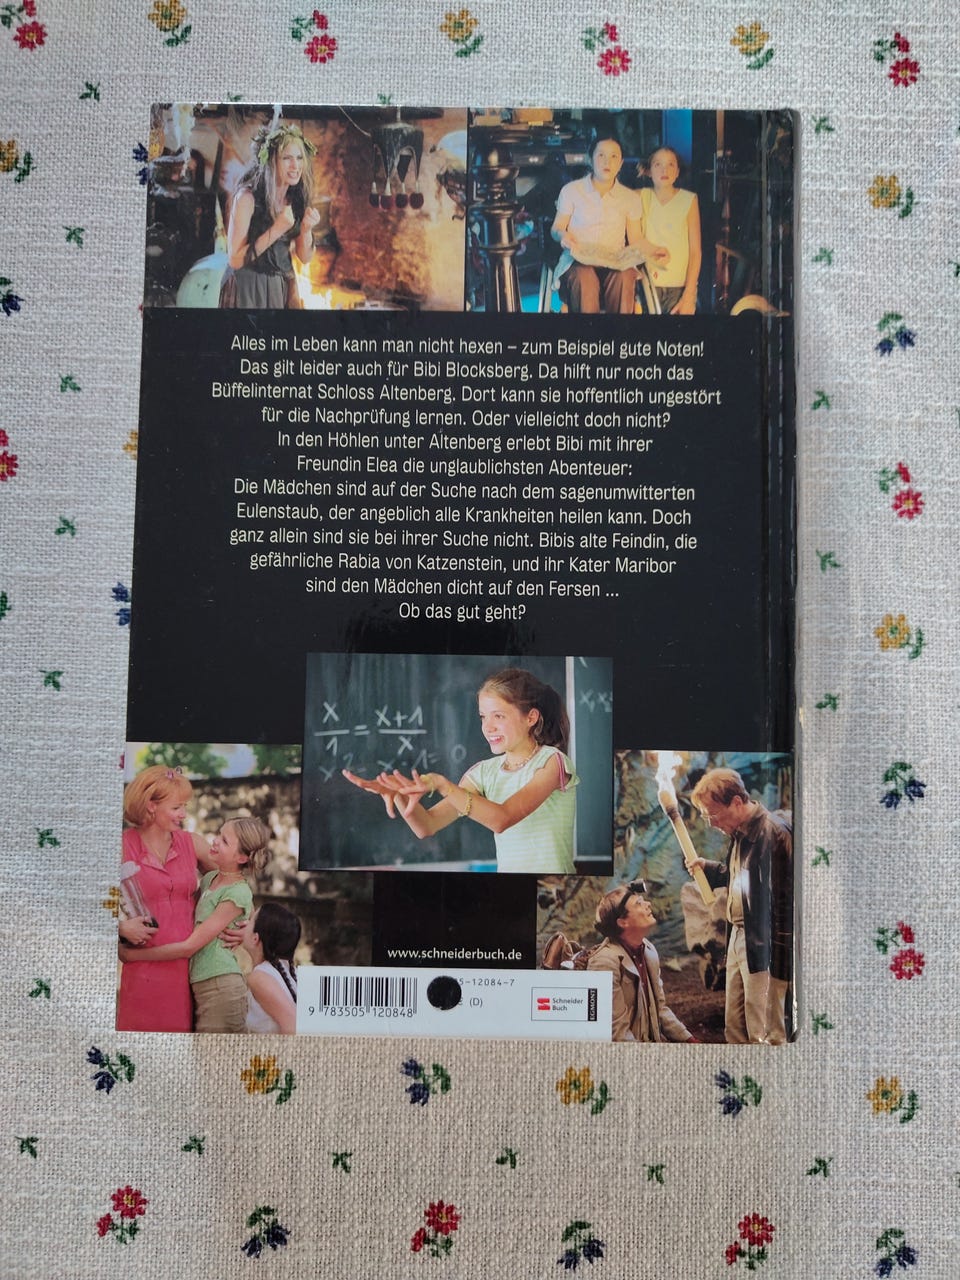 Alles im Leben kann man nicht hexen – zum Beispiel gute Noten!
Das gilt leider auch für Bibi Blocksberg. Da hilft nur noch das
Büffelinternat Schloss Altenberg. Dort kann sie hoffentlich ungestört
für die Nachprüfung lernen. Oder vielleicht doch nicht?
In den Höhlen unter Altenberg erlebt Bibi mit ihrer
Freundin Elea die unglaublichsten Abenteuer:
Die Mädchen sind auf der Suche nach dem sagenumwitterten
Eulenstaub, der angeblich alle Krankheiten heilen kann. Doch
ganz allein sind sie bei ihrer Suche nicht. Bibis alte Feindin, die
gefährliche Rabia von Katzenstein, und ihr Kater Maribor
sind den Mädchen dicht auf den Fersen ...
Ob das gut geht?
x/1 = x+1/x
www.schneiderbuch.de
5-12084-7
(D)
9 783505 120848
Schneider
Buch
EGMONT